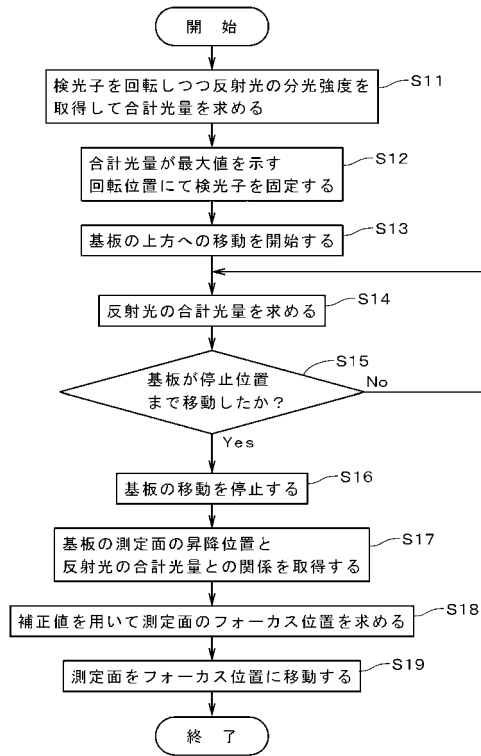 開始
検光子を回転しつつ反射光の分光強度を
取得して合計光量を求める
S11
合計光量が最大値を示す
回転位置にて検光子を固定する
S12
基板の上方への移動を開始する
S13
反射光の合計光量を求める
S14
基板が停止位置
まで移動したか?
S15
No
Yes
基板の移動を停止する
S16
基板の測定面の昇降位置と
反射光の合計光量との関係を取得する
S17
補正値を用いて測定面のフォーカス位置を求める
S18
測定面をフォーカス位置に移動する
S19
終了